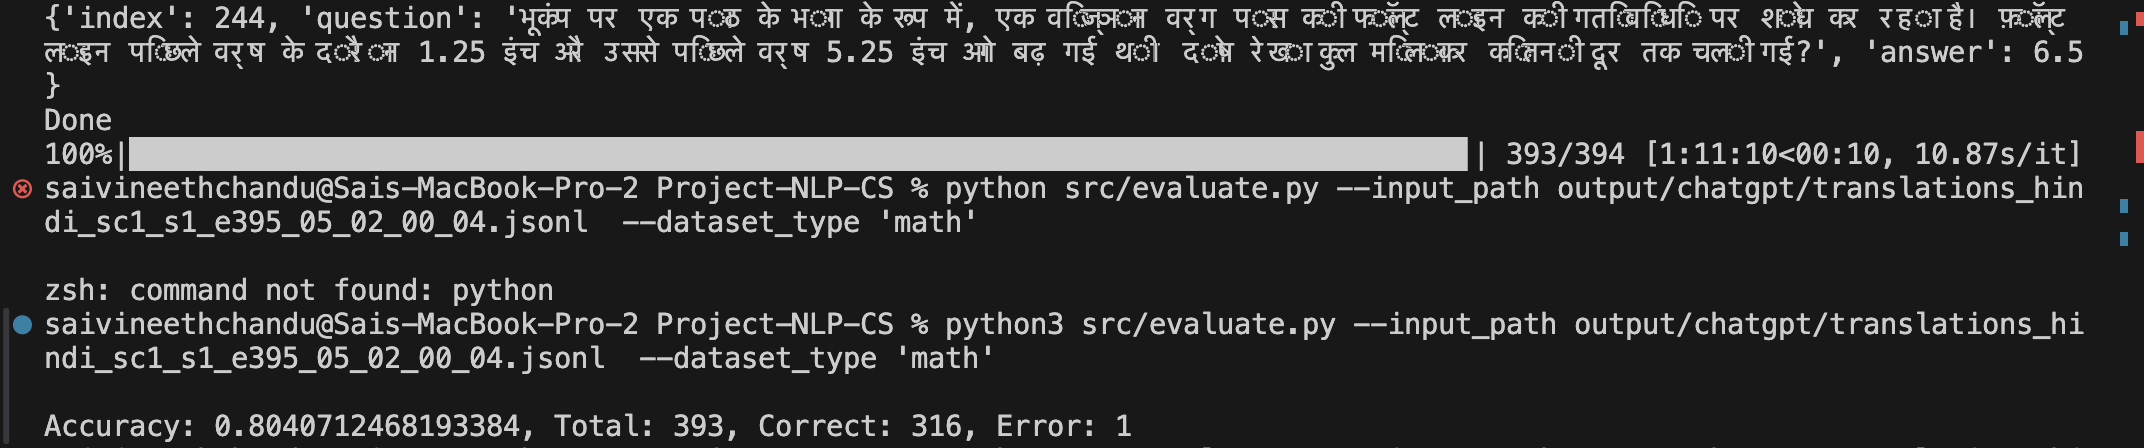 {'index': 244, 'question': 'भूकंप पर एक पाठ के भाग के रूप में, एक विज्ञान वर्ग पास की फॉल्ट लाइन की गतिविधि पर शोध कर रहा है। फ़ॉल्ट
लाइन पिछले वर्ष के दौरान 1.25 इंच और उससे पिछले वर्ष 5.25 इंच आगे बढ़ गई थी दोष रेखा कुल मिलाकर कितनी दूर तक चली गई?', 'answer': 6.5
}
Done
100%| | 393/394 [1:11:10<00:10, 10.87s/it]
saivineethchandu@Sais-MacBook-Pro-2 Project-NLP-CS % python src/evaluate.py --input_path output/chatgpt/translations_hin
di_sc1_s1_e395_05_02_00_04.jsonl  --dataset_type 'math'
zsh: command not found: python
saivineethchandu@Sais-MacBook-Pro-2 Project-NLP-CS % python3 src/evaluate.py --input_path output/chatgpt/translations_hi
ndi_sc1_s1_e395_05_02_00_04.jsonl  --dataset_type 'math'
Accuracy: 0.8040712468193384, Total: 393, Correct: 316, Error: 1